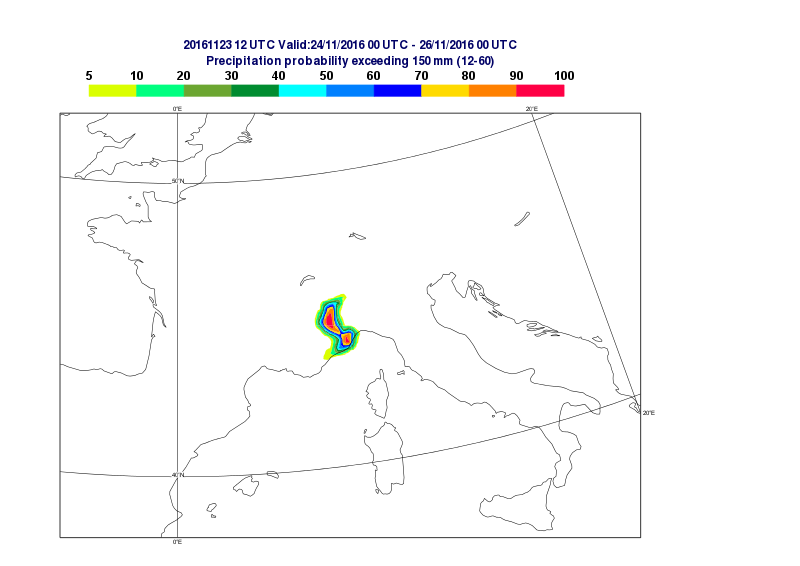 20161123 12 UTC Valid:24/11/2016 00 UTC - 26/11/2016 00 UTC
Precipitation probability exceeding 150 mm (12-60)
5 10 20 30 40 50 60 70 80 90 100
0°E 20°E
50°N
20°E
40°N
0°E